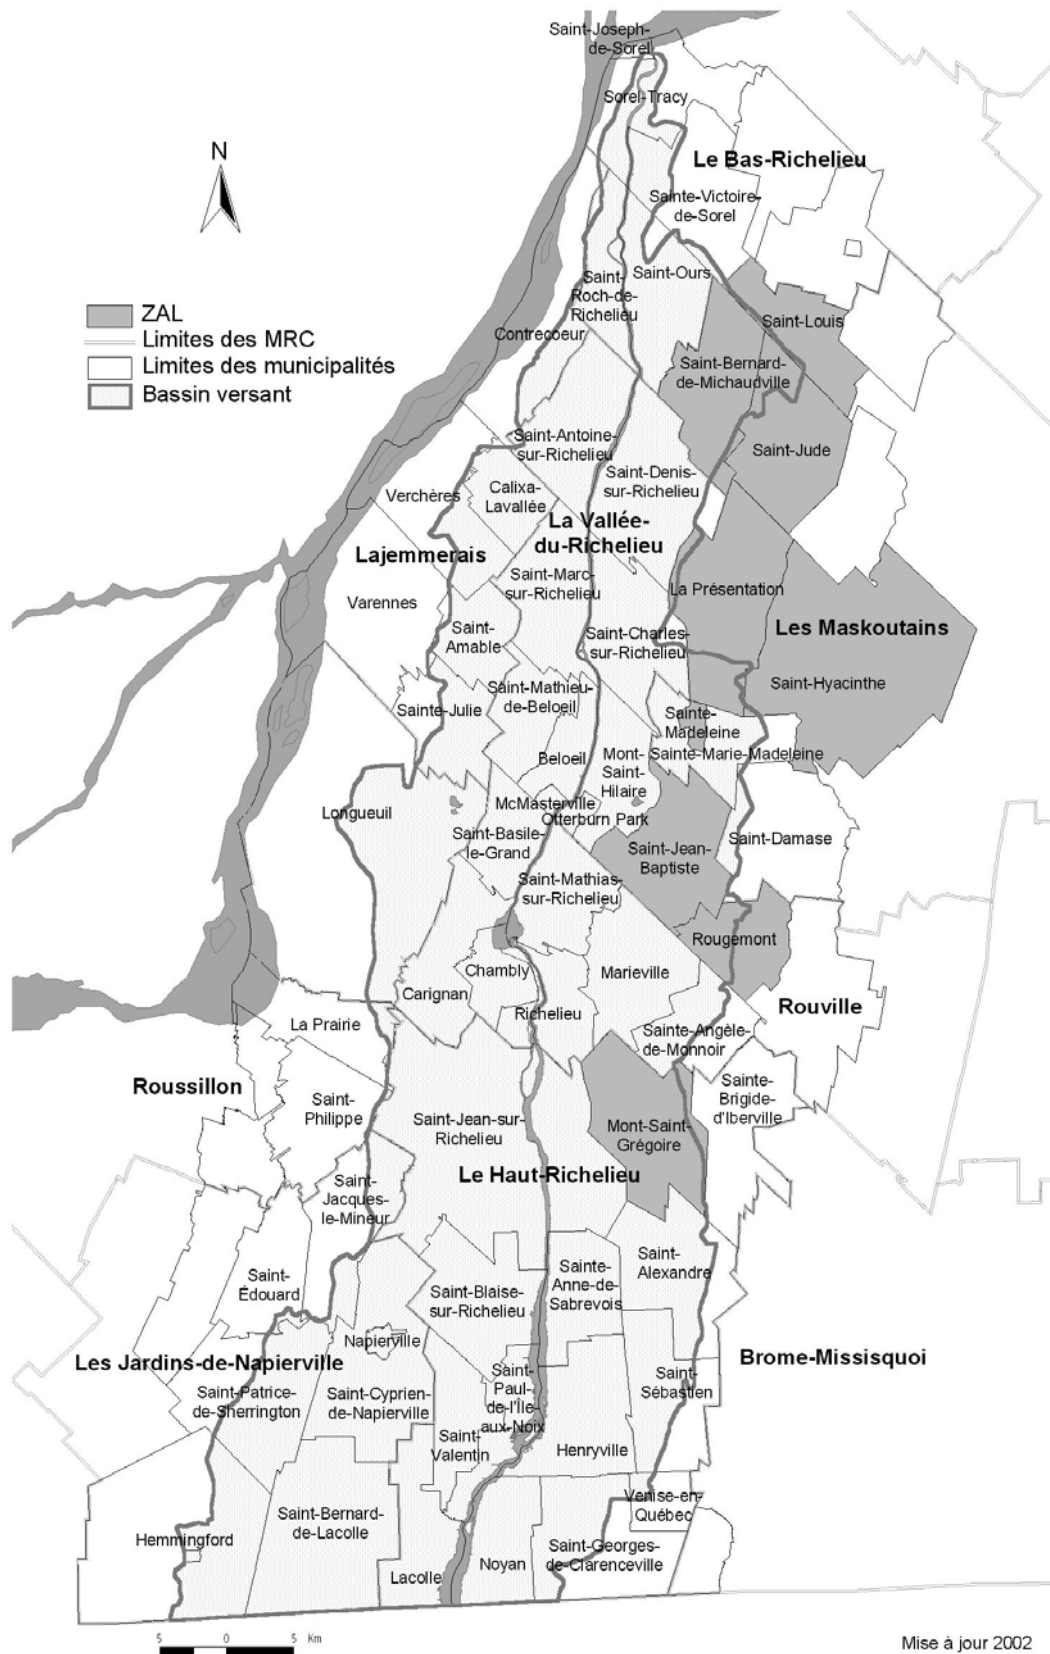 Saint-Joseph-
de-Sorel
Sorel-Tracy
N
Le Bas-Richelieu
Sainte-Victoire-
de-Sorel
Saint-Ours
Saint-
Roch-de-
Richelieu
ZAL
Limites des MRC
Limites des municipalités
Bassin versant
Contrecoeur
Saint-Louis
Saint-Bernard-
de-Michaudville
Saint-Antoine-
sur-Richelieu
Saint-Jude
Saint-Denis-
sur-Richelieu
Verchères
Calixa-
Lavallée
La Vallée-
du-Richelieu
Lajemmerais
Saint-Marc-
sur-Richelieu
La Présentation
Varennes
Saint-
Amable
Saint-Charles-
sur-Richelieu
Les Maskoutains
Saint-Hyacinthe
Sainte-Julie
Saint-Mathieu-
de-Beloeil
Sainte-
Madeleine
Beloeil
Mont-
Saint-
Hilaire
Sainte-Marie-Madeleine
Longueuil
McMasterville
Otterburn Park
Saint-Basile-
le-Grand
Saint-Jean-
Baptiste
Saint-Damase
Saint-Mathias-
sur-Richelieu
Rougemont
Chambly
Marieville
Carignan
Richelieu
Rouville
La Prairie
Sainte-Angèle-
de-Monnoir
Roussillon
Saint-
Philippe
Sainte-
Brigide-
d'Iberville
Saint-Jean-sur-
Richelieu
Mont-Saint-
Grégoire
Le Haut-Richelieu
Saint-
Jacques-
le-Mineur
Saint-
Alexandre
Saint-
Édouard
Saint-Blaise-
sur-Richelieu
Sainte-
Anne-de-
Sabrevois
Napierville
Les Jardins-de-Napierville
Brome-Missisquoi
Saint-Patrice-
de-Sherrington
Saint-Cyprien-
de-Napierville
Saint-
Paul-
de-l'Île-
aux-Noix
Saint-
Sébastien
Saint-
Valentin
Henryville
Saint-Bernard-
de-Lacolle
Venise-en-
Québec
Hemmingford
Lacolle
Noyan
Saint-Georges-
de-Clarenceville
5 0 5 Km
Mise à jour 2002